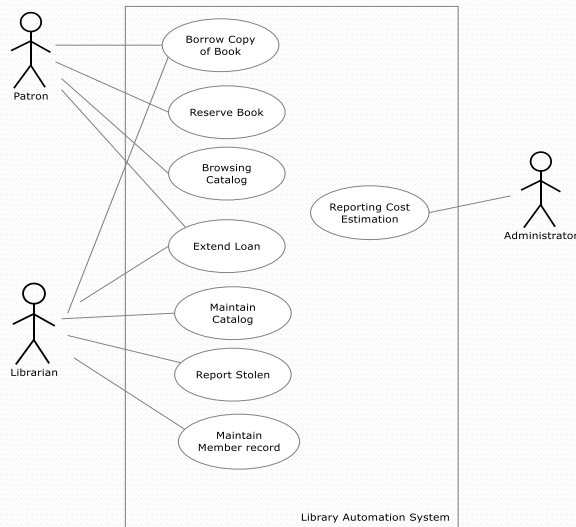 Borrow Copy
of Book
Patron
Reserve Book
Browsing
Catalog
Reporting Cost
Estimation
Administrator
Extend Loan
Maintain
Catalog
Librarian
Report Stolen
Maintain
Member record
Library Automation System